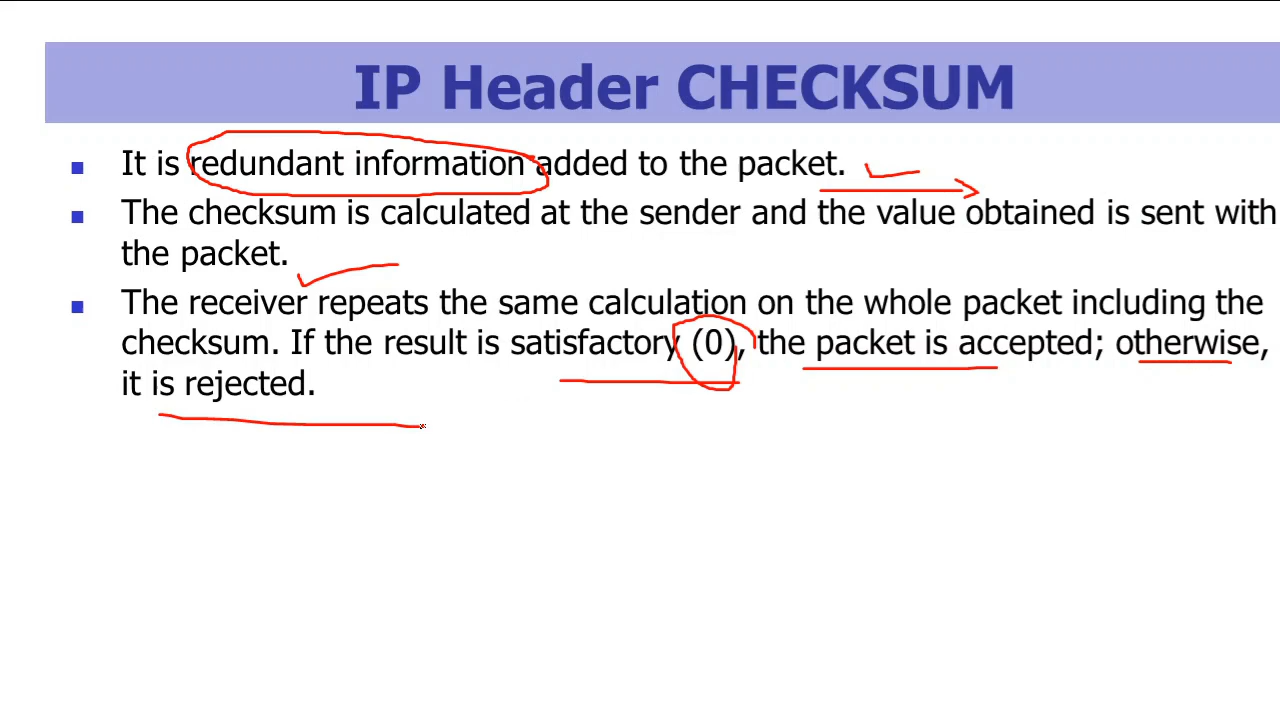 IP Header CHECKSUM
It is redundant information added to the packet.
The checksum is calculated at the sender and the value obtained is sent with
the packet.
The receiver repeats the same calculation on the whole packet including the
checksum. If the result is satisfactory (0), the packet is accepted; otherwise,
it is rejected.